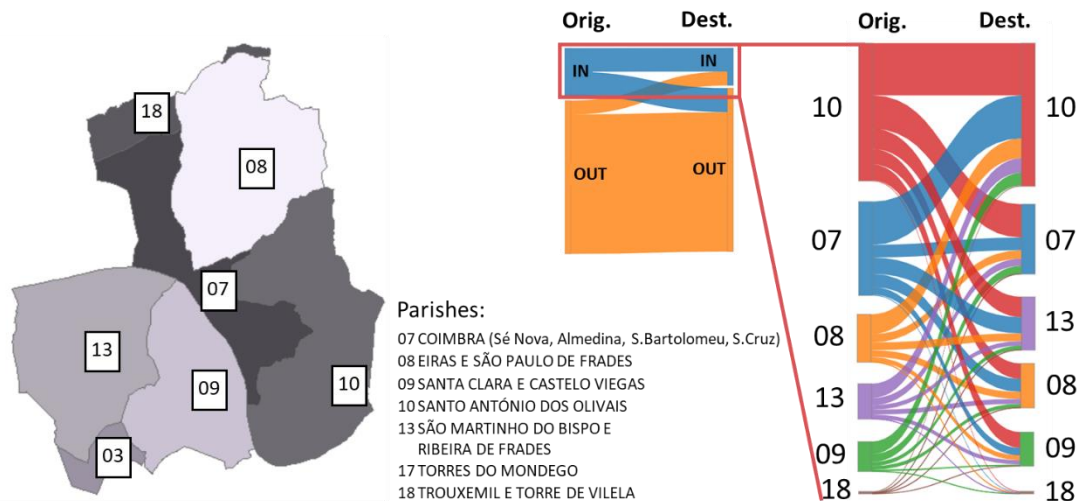 18
08
07
13
09
10
03
Parishes:
07 COIMBRA (Sé Nova, Almedina, S.Bartolomeu, S.Cruz)
08 EIRAS E SÃO PAULO DE FRADES
09 SANTA CLARA E CASTELO VIEGAS
10 SANTO ANTÓNIO DOS OLIVAIS
13 SÃO MARTINHO DO BISPO E
RIBEIRA DE FRADES
17 TORRES DO MONDEGO
18 TROUXEMIL E TORRE DE VILELA
Orig. Dest.
IN IN
OUT OUT
Orig. Dest.
10 10
07 07
08 13
13 08
09 09
18 18